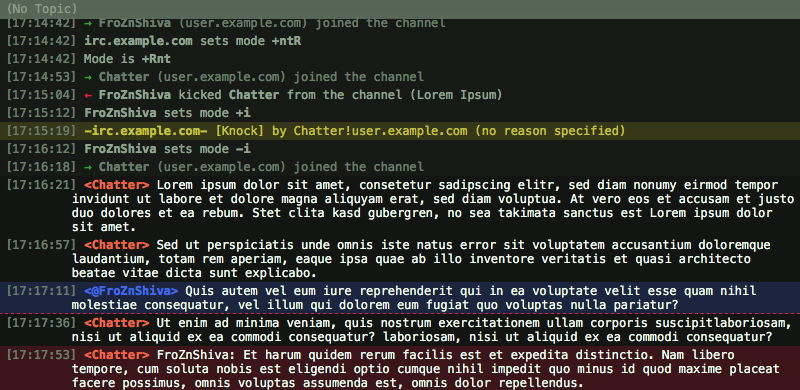 (No Topic)
[17:14:42] → FroZnShiva (user.example.com) joined the channel
[17:14:42] irc.example.com sets mode +ntR
[17:14:42] Mode is +Rnt
[17:14:53] → Chatter (user.example.com) joined the channel
[17:15:04] ← FroZnShiva kicked Chatter from the channel (Lorem Ipsum)
[17:15:12] FroZnShiva sets mode +i
[17:15:19] -irc.example.com- [Knock] by Chatter!user.example.com (no reason specified)
[17:16:12] FroZnShiva sets mode -i
[17:16:18] → Chatter (user.example.com) joined the channel
[17:16:21] <Chatter> Lorem ipsum dolor sit amet, consetetur sadipscing elitr, sed diam nonumy eirmod tempor
invidunt ut labore et dolore magna aliquyam erat, sed diam voluptua. At vero eos et accusam et justo
duo dolores et ea rebum. Stet clita kasd gubergren, no sea takimata sanctus est Lorem ipsum dolor
sit amet.
[17:16:57] <Chatter> Sed ut perspiciatis unde omnis iste natus error sit voluptatem accusantium doloremque
laudantium, totam rem aperiam, eaque ipsa quae ab illo inventore veritatis et quasi architecto
beatae vitae dicta sunt explicabo.
[17:17:11] <@FroZnShiva> Quis autem vel eum iure reprehenderit qui in ea voluptate velit esse quam nihil
molestiae consequatur, vel illum qui dolorem eum fugiat quo voluptas nulla pariatur?
[17:17:36] <Chatter> Ut enim ad minima veniam, quis nostrum exercitationem ullam corporis suscipitlaboriosam,
nisi ut aliquid ex ea commodi consequatur? laboriosam, nisi ut aliquid ex ea commodi consequatur?
[17:17:53] <Chatter> FroZnShiva: Et harum quidem rerum facilis est et expedita distinctio. Nam libero
tempore, cum soluta nobis est eligendi optio cumque nihil impedit quo minus id quod maxime placeat
facere possimus, omnis voluptas assumenda est, omnis dolor repellendus.